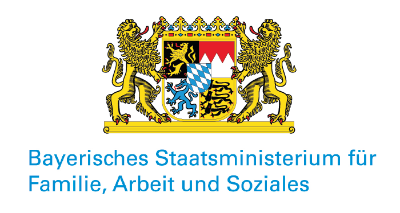 Bayerisches Staatsministerium für
Familie, Arbeit und Soziales